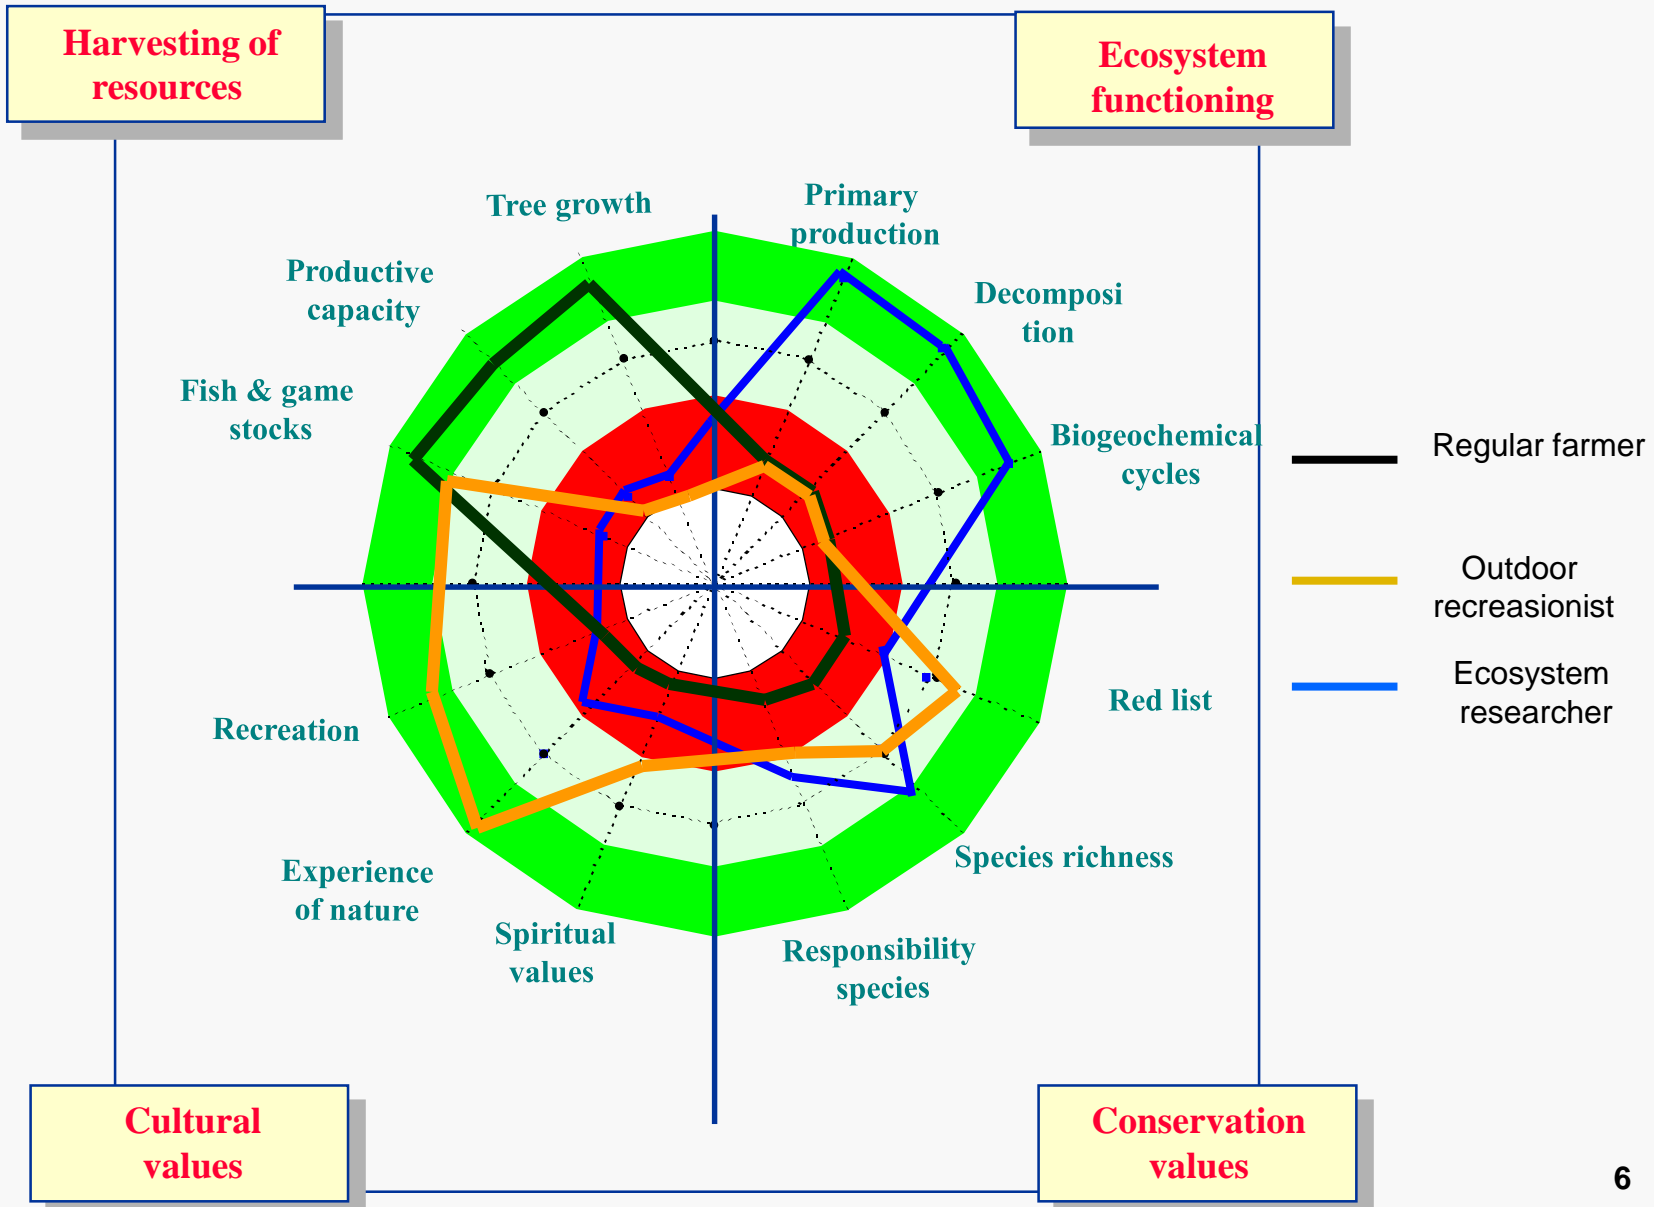 Harvesting of
resources
Ecosystem
functioning
Tree growth
Primary
production
Productive
capacity
Decomposi
tion
Fish & game
stocks
Biogeochemical
cycles
Regular farmer
Outdoor
recreasionist
Ecosystem
researcher
Recreation
Red list
Experience
of nature
Species richness
Spiritual
values
Responsibility
species
Cultural
values
Conservation
values
6